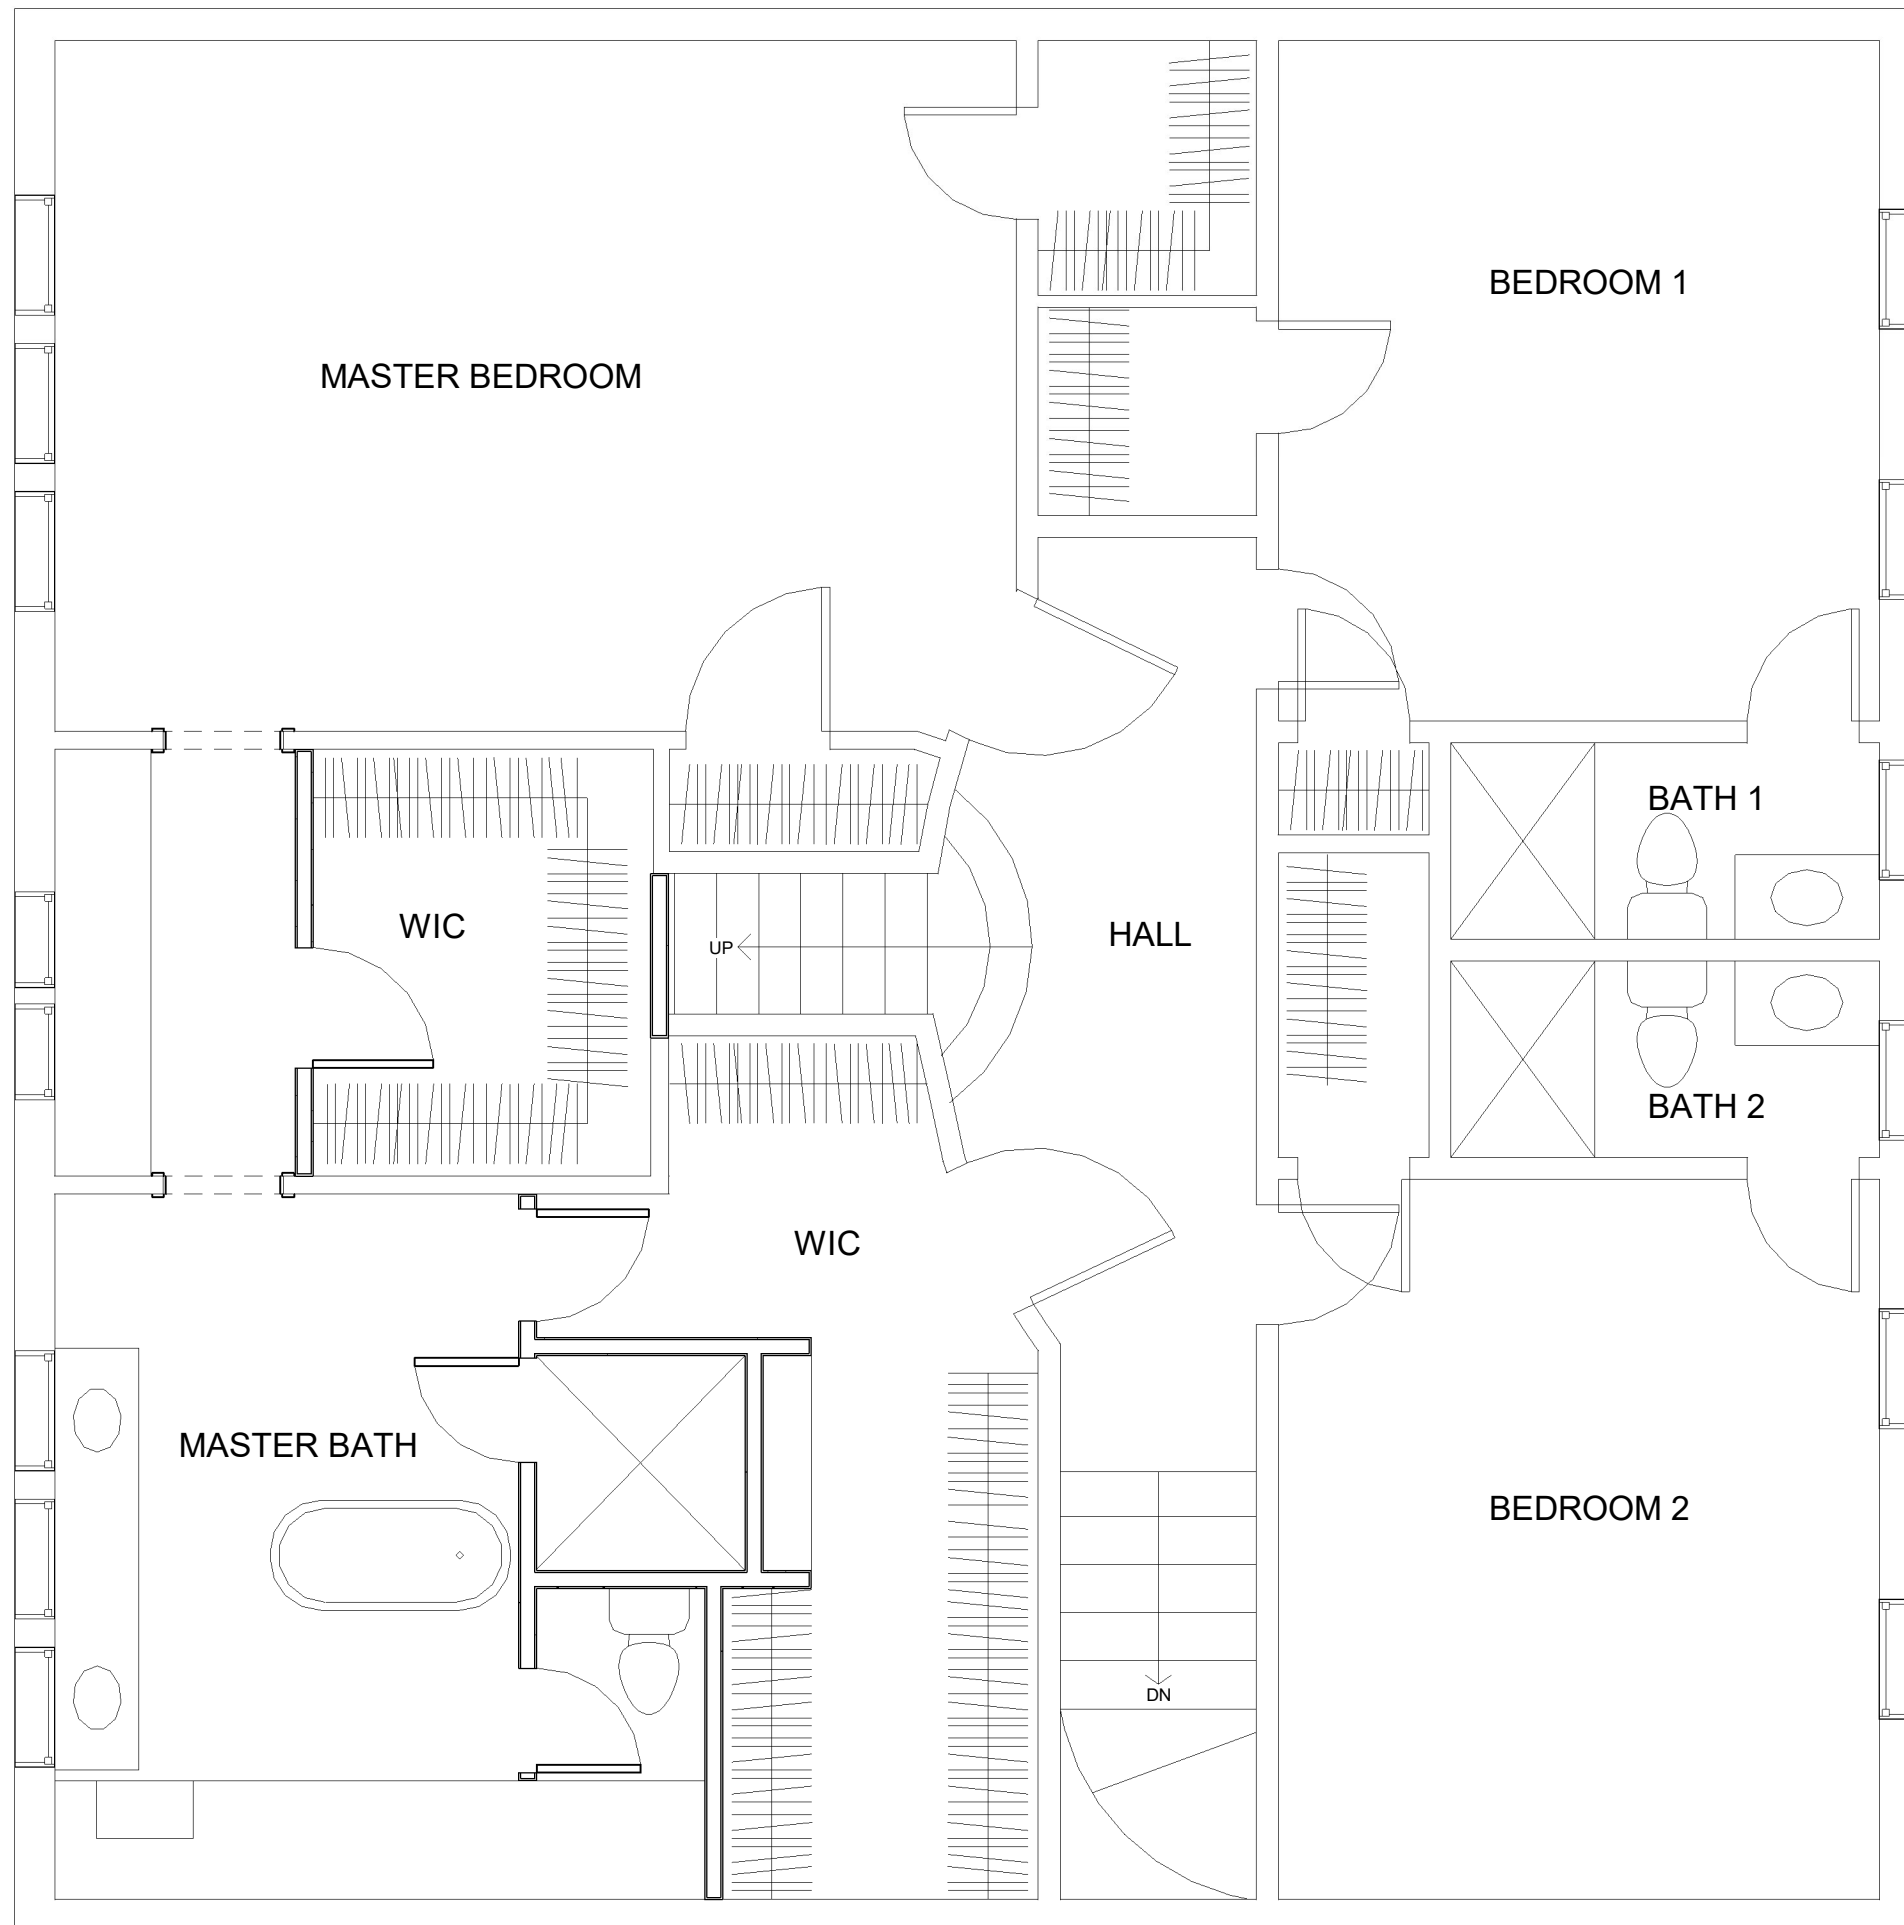 BEDROOM 1
MASTER BEDROOM
BATH 1
WIC
HALL
UP
BATH 2
WIC
MASTER BATH
BEDROOM 2
DN